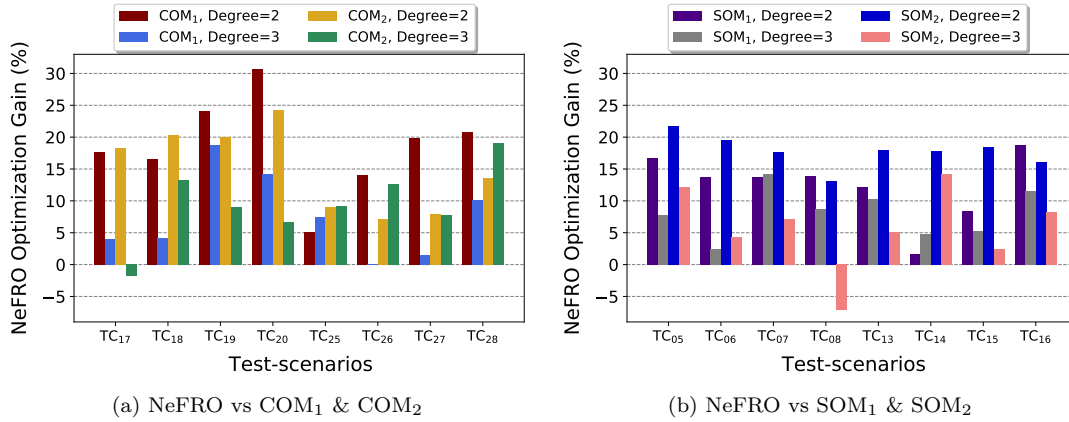 COM₁, Degree=2
COM₁, Degree=3
COM₂, Degree=2
COM₂, Degree=3
NeFRO Optimization Gain (%)
30
25
20
15
10
5
0
−5
TC₁₇ TC₁₈ TC₁₉ TC₂₀ TC₂₅ TC₂₆ TC₂₇ TC₂₈
Test-scenarios
(a) NeFRO vs COM₁ & COM₂
SOM₁, Degree=2
SOM₁, Degree=3
SOM₂, Degree=2
SOM₂, Degree=3
NeFRO Optimization Gain (%)
30
25
20
15
10
5
0
−5
TC₀₅ TC₀₆ TC₀₇ TC₀₈ TC₁₃ TC₁₄ TC₁₅ TC₁₆
Test-scenarios
(b) NeFRO vs SOM₁ & SOM₂